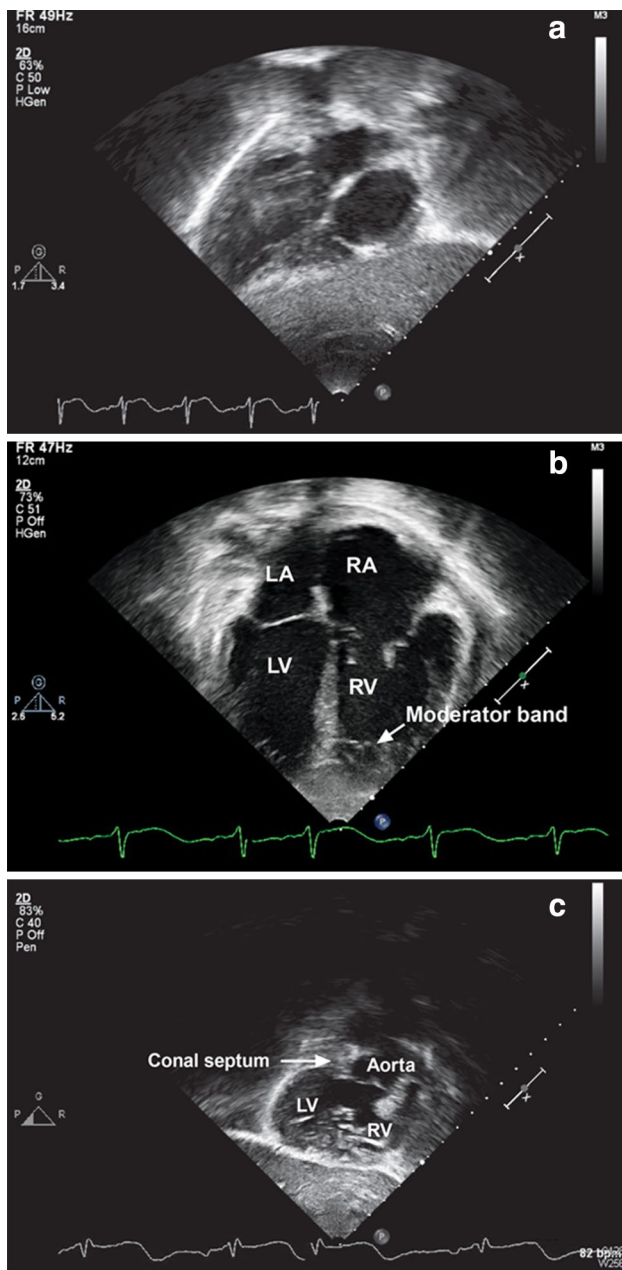 FR 49Hz
16cm
2D
63%
C 50
P Low
HGen
M3
a
G
P R
1.7 3.4
x
P
FR 47Hz
12cm
2D
73%
C 51
P Off
HGen
M3
b
LA RA
LV RV
Moderator band
G
P R
2.6 5.2
x
P
2D
83%
C 40
P Off
Pen
c
Conal septum
Aorta
LV
RV
G
P R
x
P
82 bpm